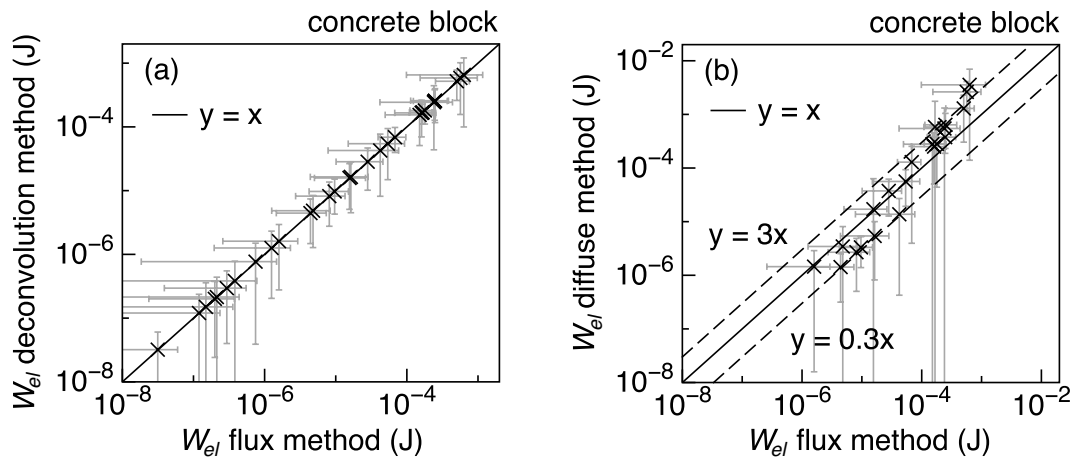 concrete block
(a)
y = x
W_el deconvolution method (J)
10⁻⁴
10⁻⁶
10⁻⁸
10⁻⁸ 10⁻⁶ 10⁻⁴
W_el flux method (J)
concrete block
(b)
y = x
y = 3x
y = 0.3x
W_el diffuse method (J)
10⁻²
10⁻⁴
10⁻⁶
10⁻⁸
10⁻⁸ 10⁻⁶ 10⁻⁴ 10⁻²
W_el flux method (J)